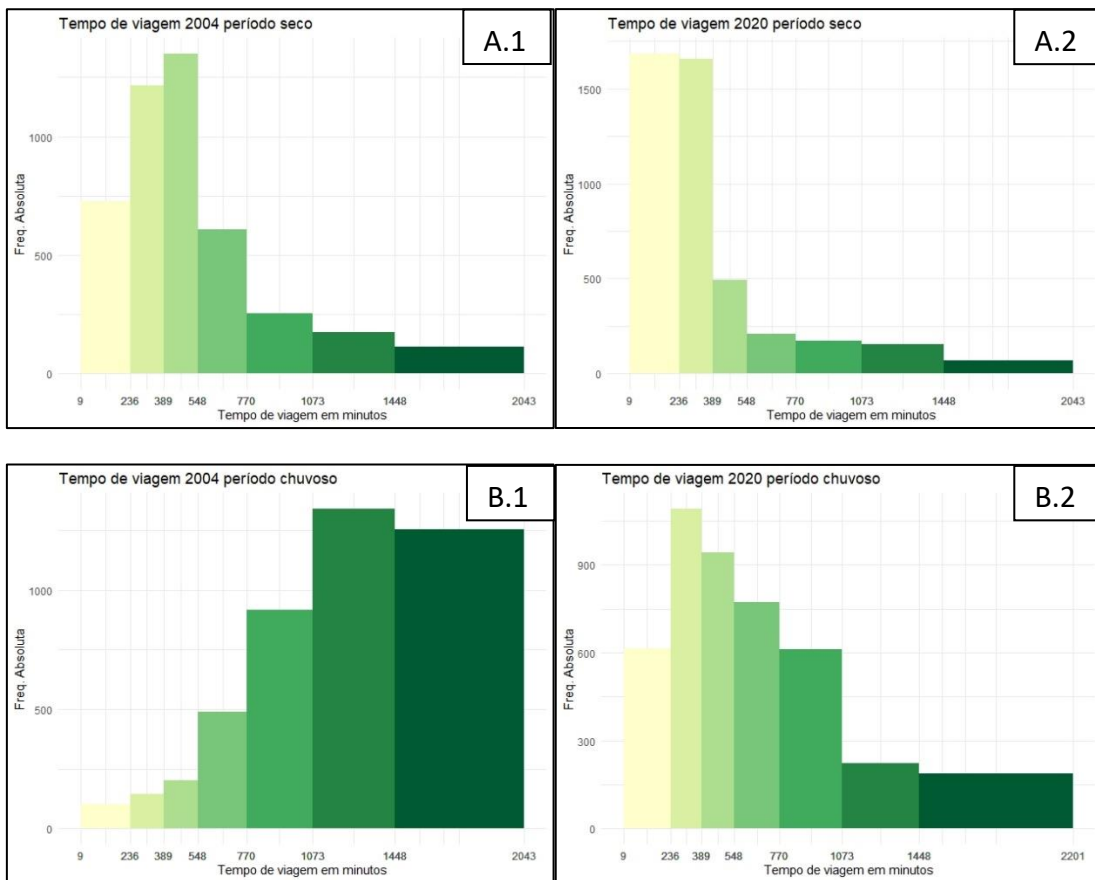 Tempo de viagem 2004 período seco
A.1
Freq. Absoluta
1000
500
0
9 236 389 548 770 1073 1448 2043
Tempo de viagem em minutos
Tempo de viagem 2020 período seco
A.2
Freq. Absoluta
1500
1000
500
0
9 236 389 548 770 1073 1448 2043
Tempo de viagem em minutos
Tempo de viagem 2004 período chuvoso
B.1
Freq. Absoluta
1000
500
0
9 236 389 548 770 1073 1448 2043
Tempo de viagem em minutos
Tempo de viagem 2020 período chuvoso
B.2
Freq. Absoluta
900
600
300
0
9 236 389 548 770 1073 1448 2201
Tempo de viagem em minutos